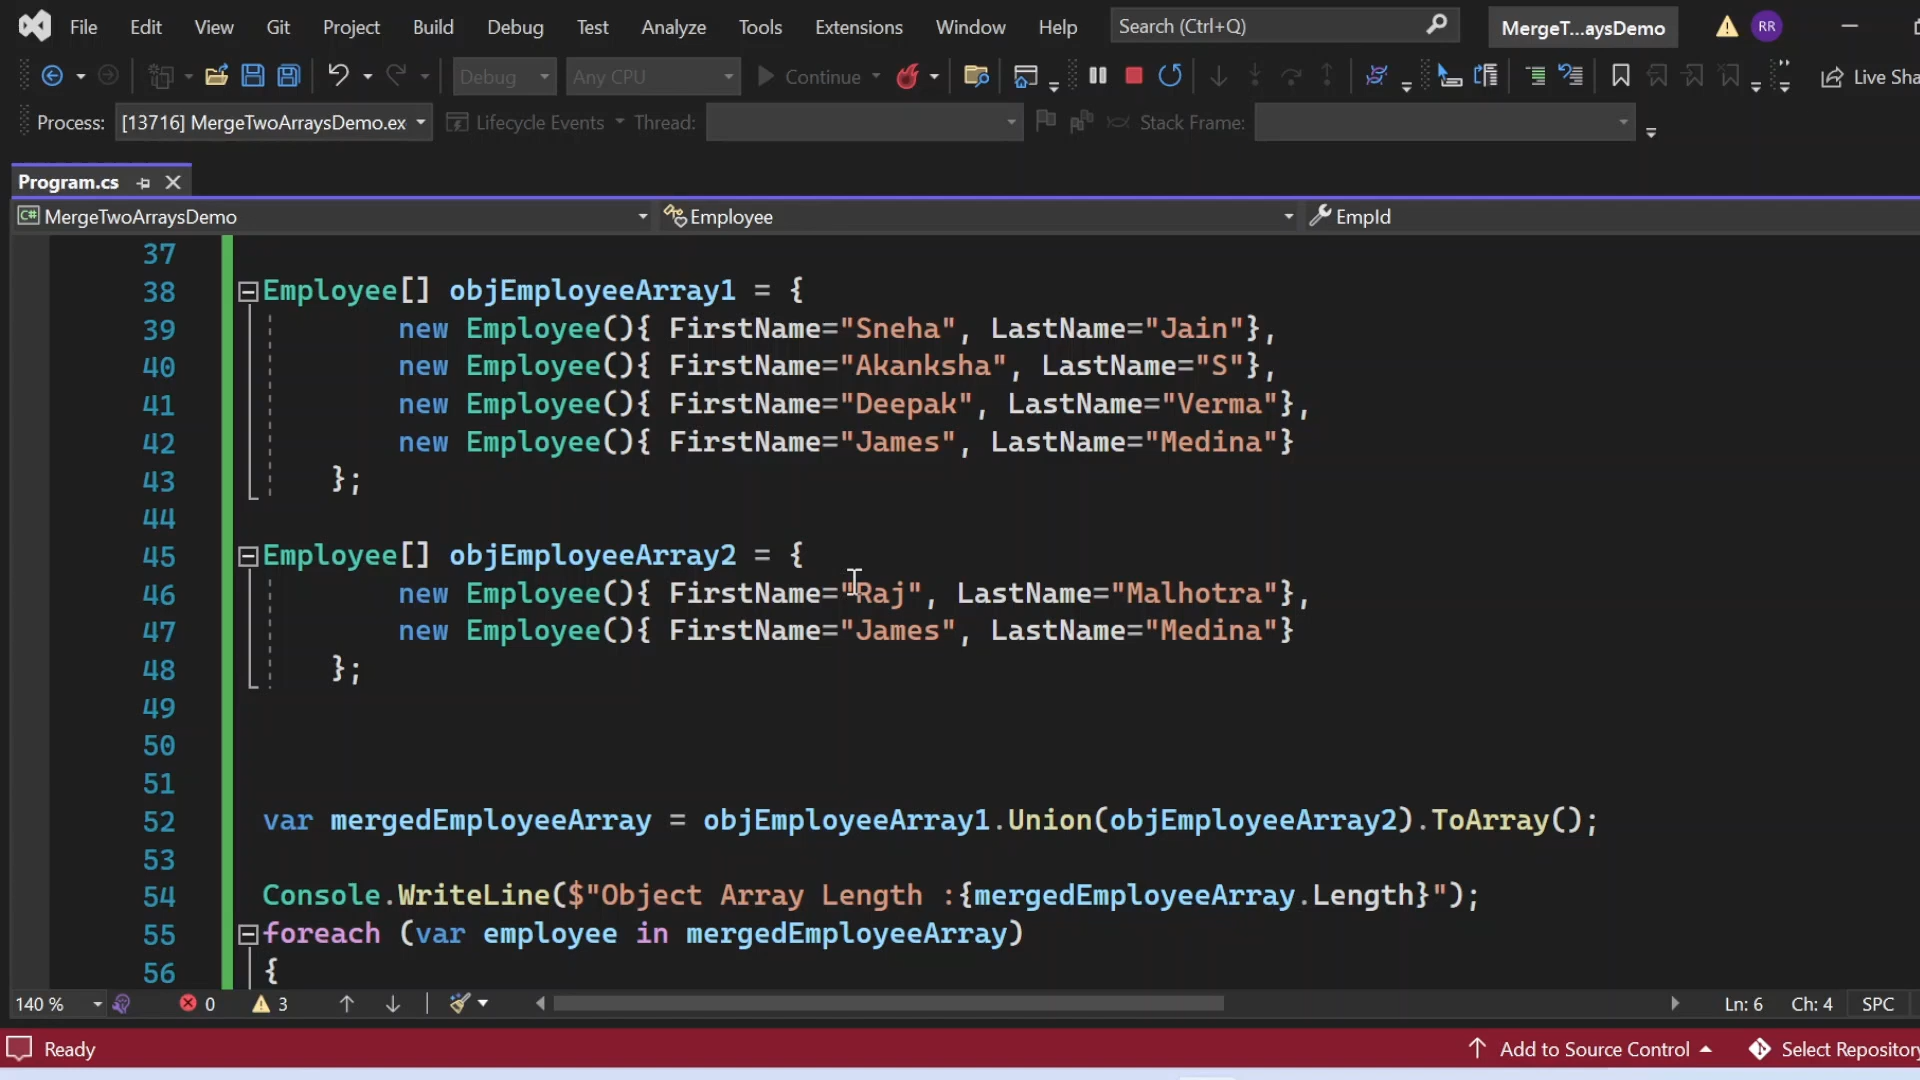 File Edit View Git Project Build Debug Test Analyze Tools Extensions Window Help Search (Ctrl+Q) MergeT...aysDemo RR
Debug Any CPU Continue Live Sha
Process: [13716] MergeTwoArraysDemo.ex Lifecycle Events Thread: Stack Frame:
Program.cs
C# MergeTwoArraysDemo Employee EmpId
37
38 Employee[] objEmployeeArray1 = {
39 new Employee(){ FirstName="Sneha", LastName="Jain"},
40 new Employee(){ FirstName="Akanksha", LastName="S"},
41 new Employee(){ FirstName="Deepak", LastName="Verma"},
42 new Employee(){ FirstName="James", LastName="Medina"}
43 };
44
45 Employee[] objEmployeeArray2 = {
46 new Employee(){ FirstName="Raj", LastName="Malhotra"},
47 new Employee(){ FirstName="James", LastName="Medina"}
48 };
49
50
51
52 var mergedEmployeeArray = objEmployeeArray1.Union(objEmployeeArray2).ToArray();
53
54 Console.WriteLine($"Object Array Length :{mergedEmployeeArray.Length}");
55 foreach (var employee in mergedEmployeeArray)
56 {
140 % 0 3 Ln: 6 Ch: 4 SPC
Ready Add to Source Control Select Repository